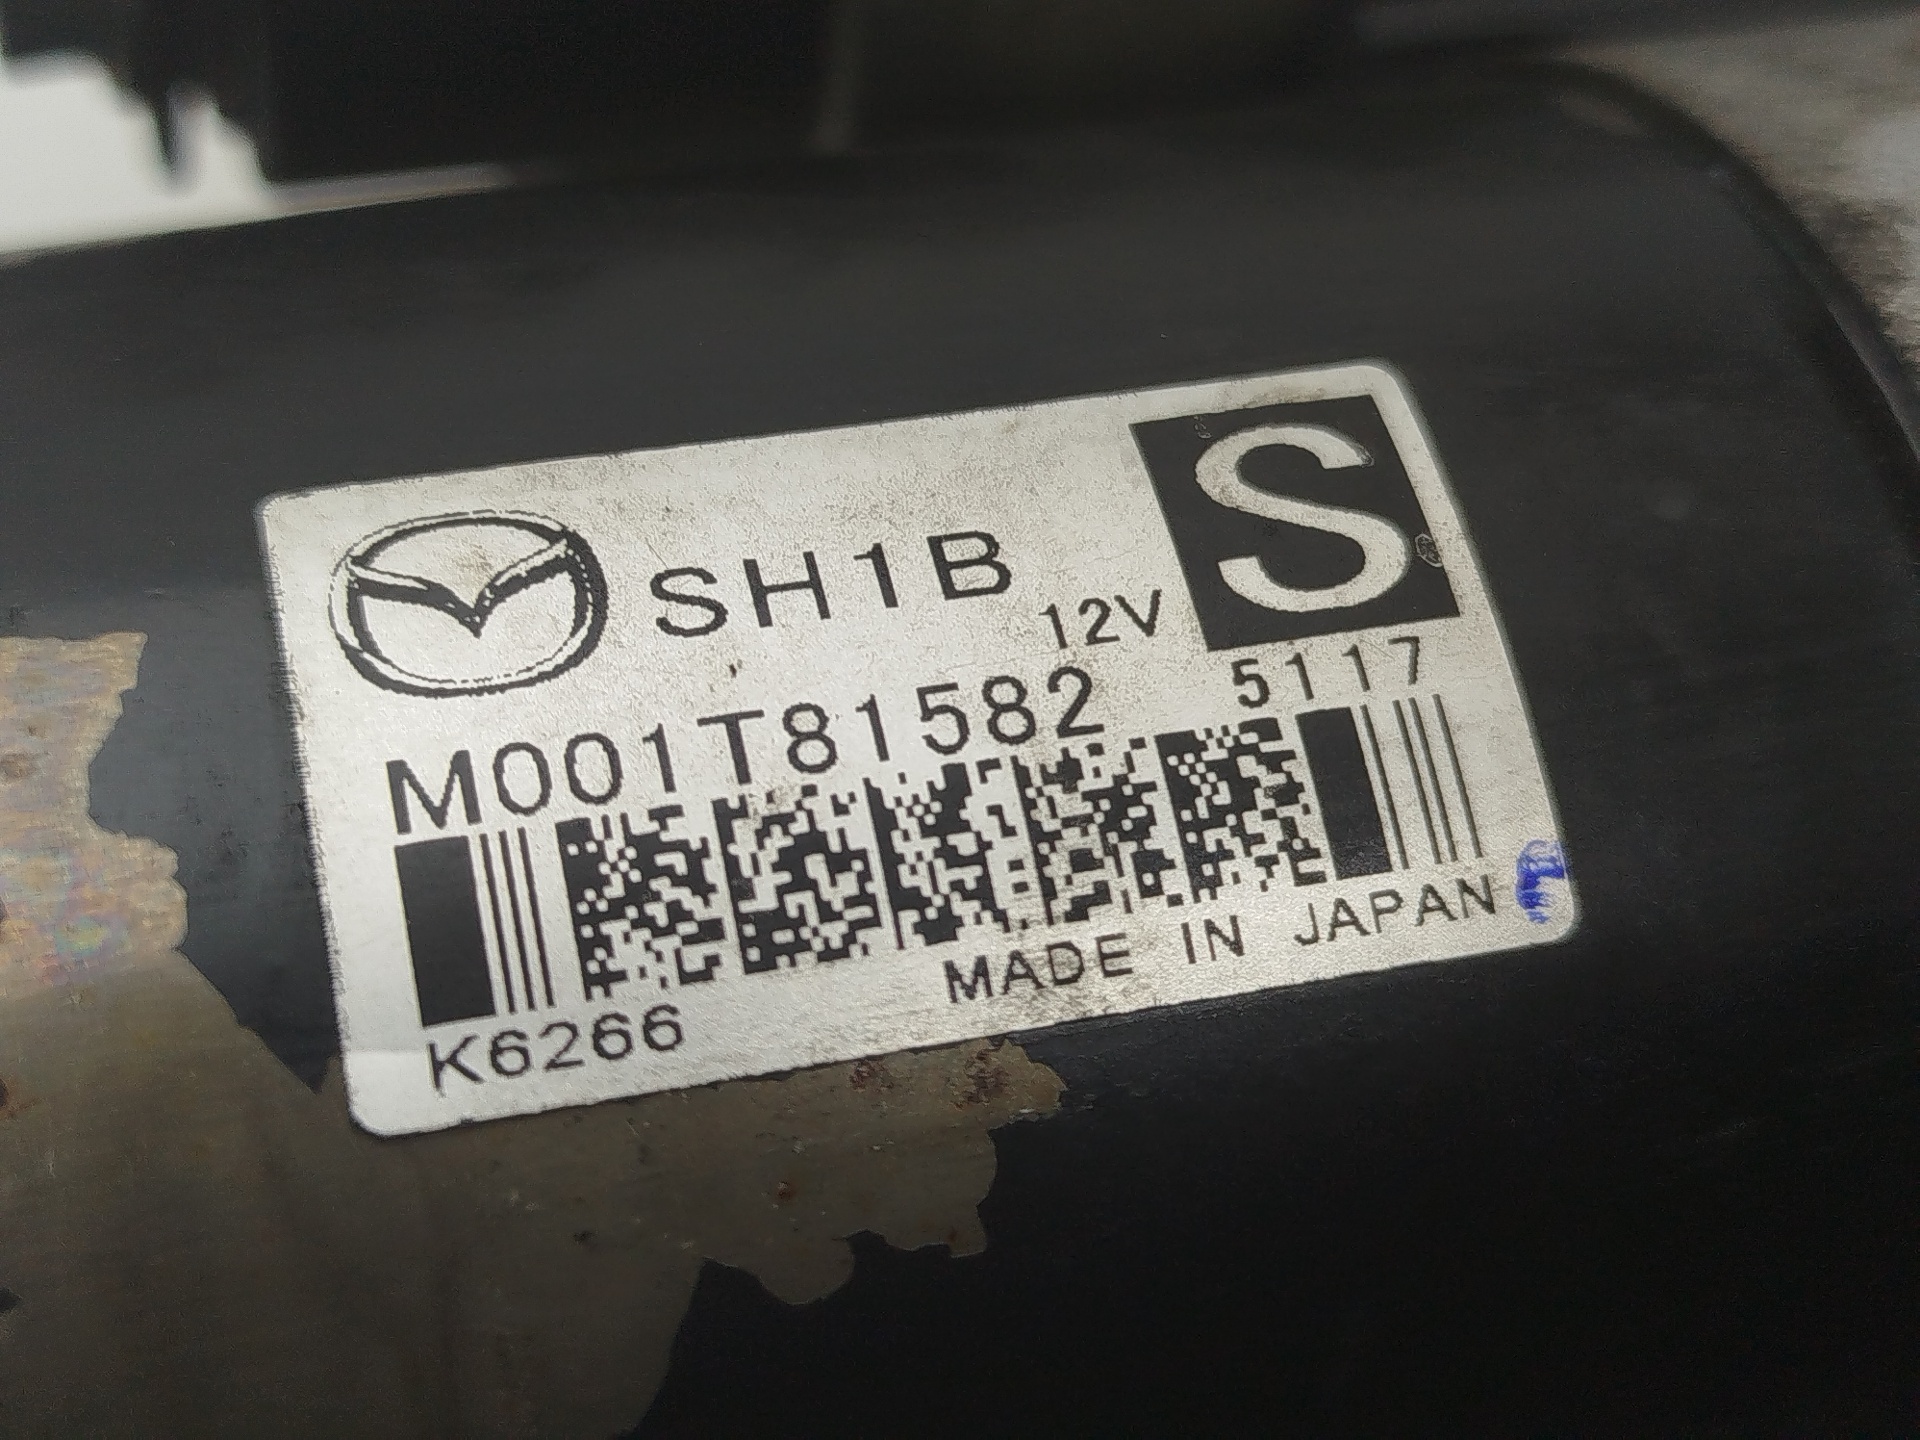 S
SH1B
12V
M001T81582
5117
MADE IN JAPAN
K6266